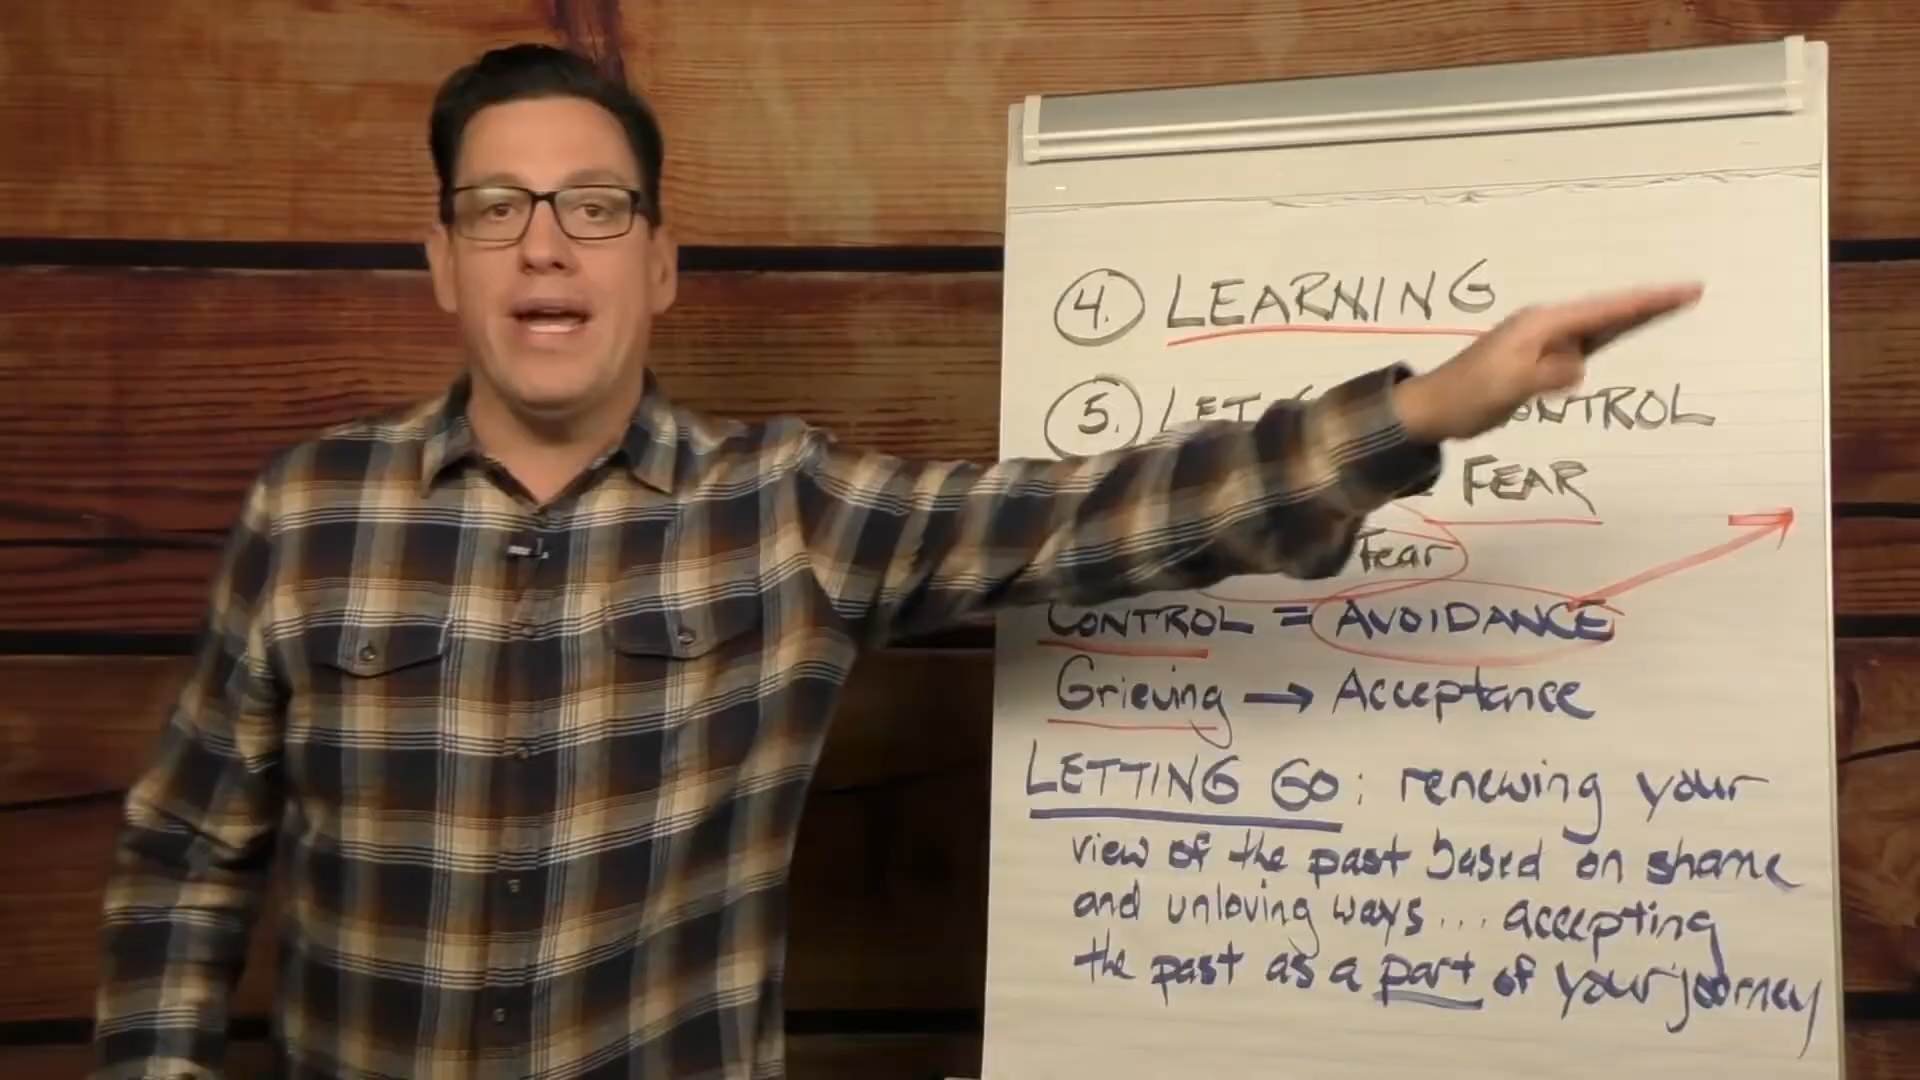 4. LEARNING
5. LET CONTROL
FEAR
Fear
CONTROL = AVOIDANCE
Grieving → Acceptance
LETTING GO: renewing your
view of the past based on shame
and unloving ways... accepting
the past as a part of your journey